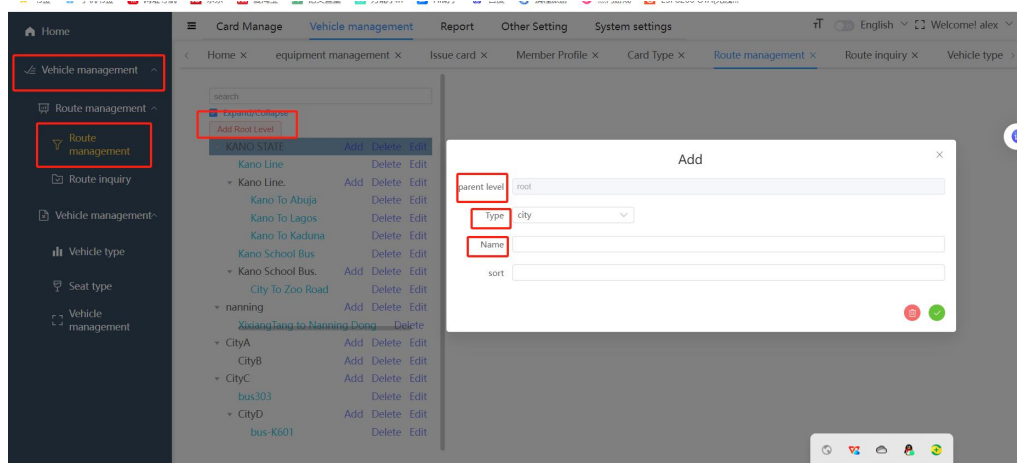 Home
Card Manage Vehicle management Report Other Setting System settings
English Welcome! alex
Home × equipment management × Issue card × Member Profile × Card Type × Route management × Route inquiry × Vehicle type
Vehicle management
Route management
Route management
Route inquiry
Vehicle management
Vehicle type
Seat type
Vehicle management
search
Expand/Collapse
Add Root Level
KANO STATE Add Delete Edit
Kano Line Delete Edit
Kano Line. Add Delete Edit
Kano To Abuja Delete Edit
Kano To Lagos Delete Edit
Kano To Kaduna Delete Edit
Kano School Bus Delete Edit
Kano School Bus. Add Delete Edit
City To Zoo Road Delete Edit
nanning Add Delete Edit
XixiangTang to Nanning Dong Delete
CityA Add Delete Edit
CityB Add Delete Edit
CityC Add Delete Edit
bus303 Delete Edit
CityD Add Delete Edit
bus-K601 Delete Edit
Add ×
parent level root
Type city
Name
sort